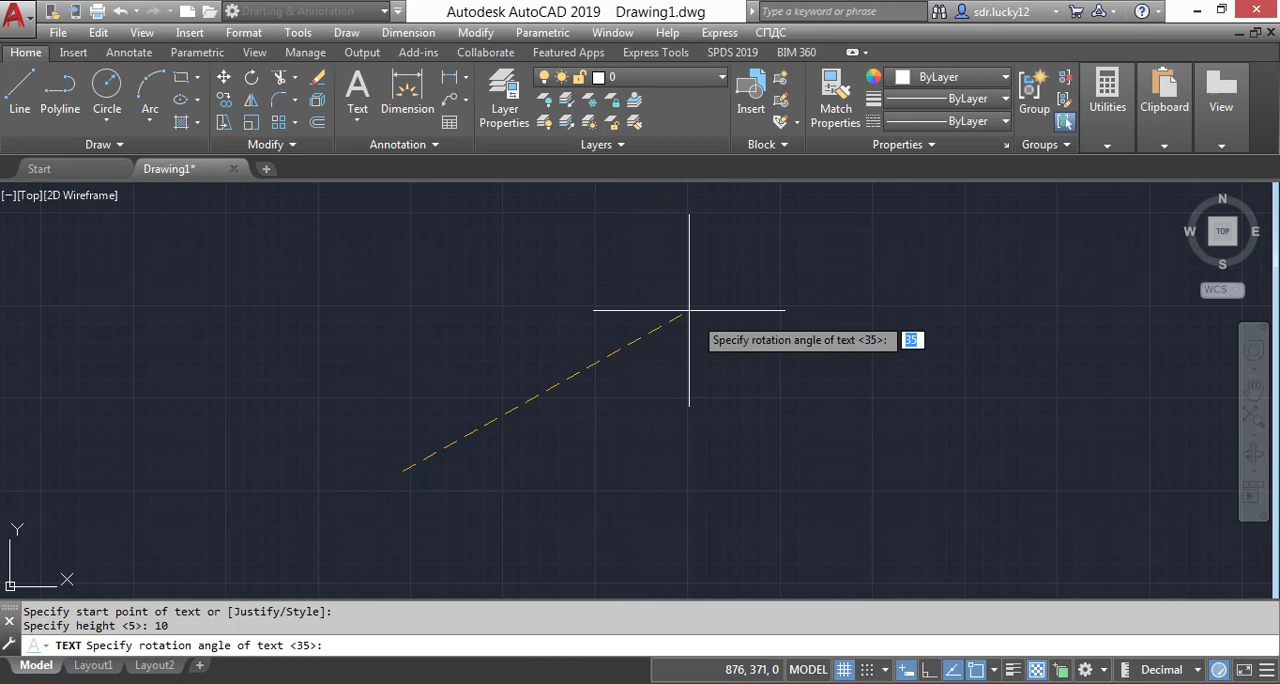 Drafting & Annotation
Autodesk AutoCAD 2019 Drawing1.dwg
Type a keyword or phrase
sdr.lucky12
File Edit View Insert Format Tools Draw Dimension Modify Parametric Window Help Express СПДС
Home Insert Annotate Parametric View Manage Output Add-ins Collaborate Featured Apps Express Tools SPDS 2019 BIM 360
Line Polyline Circle Arc Text Dimension Layer Properties 0 Insert Match Properties ByLayer Group Utilities Clipboard View
ByLayer
ByLayer
Draw Modify Annotation Layers Block Properties Groups
Start Drawing1*
[−][Top][2D Wireframe]
N
W TOP E
S
WCS
Specify rotation angle of text <35>: 35
Y
X
Specify start point of text or [Justify/Style]:
Specify height <5>: 10
TEXT Specify rotation angle of text <35>:
Model Layout1 Layout2 876, 371, 0 MODEL Decimal